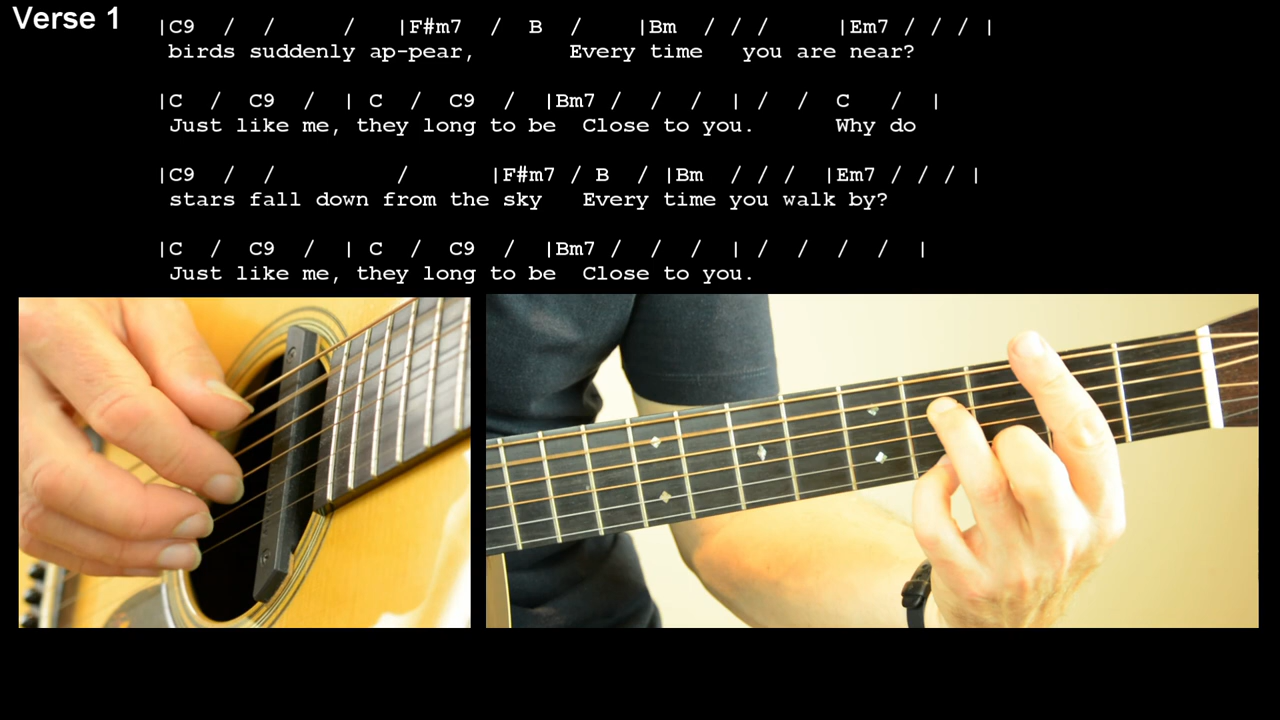 Verse 1
|C9 / / / |F#m7 / B / |Bm / / / |Em7 / / / |
birds suddenly ap-pear, Every time you are near?
|C / C9 / | C / C9 / |Bm7 / / / | / / C / |
Just like me, they long to be Close to you. Why do
|C9 / / / |F#m7 / B / |Bm / / / |Em7 / / / |
stars fall down from the sky Every time you walk by?
|C / C9 / | C / C9 / |Bm7 / / / | / / / / |
Just like me, they long to be Close to you.